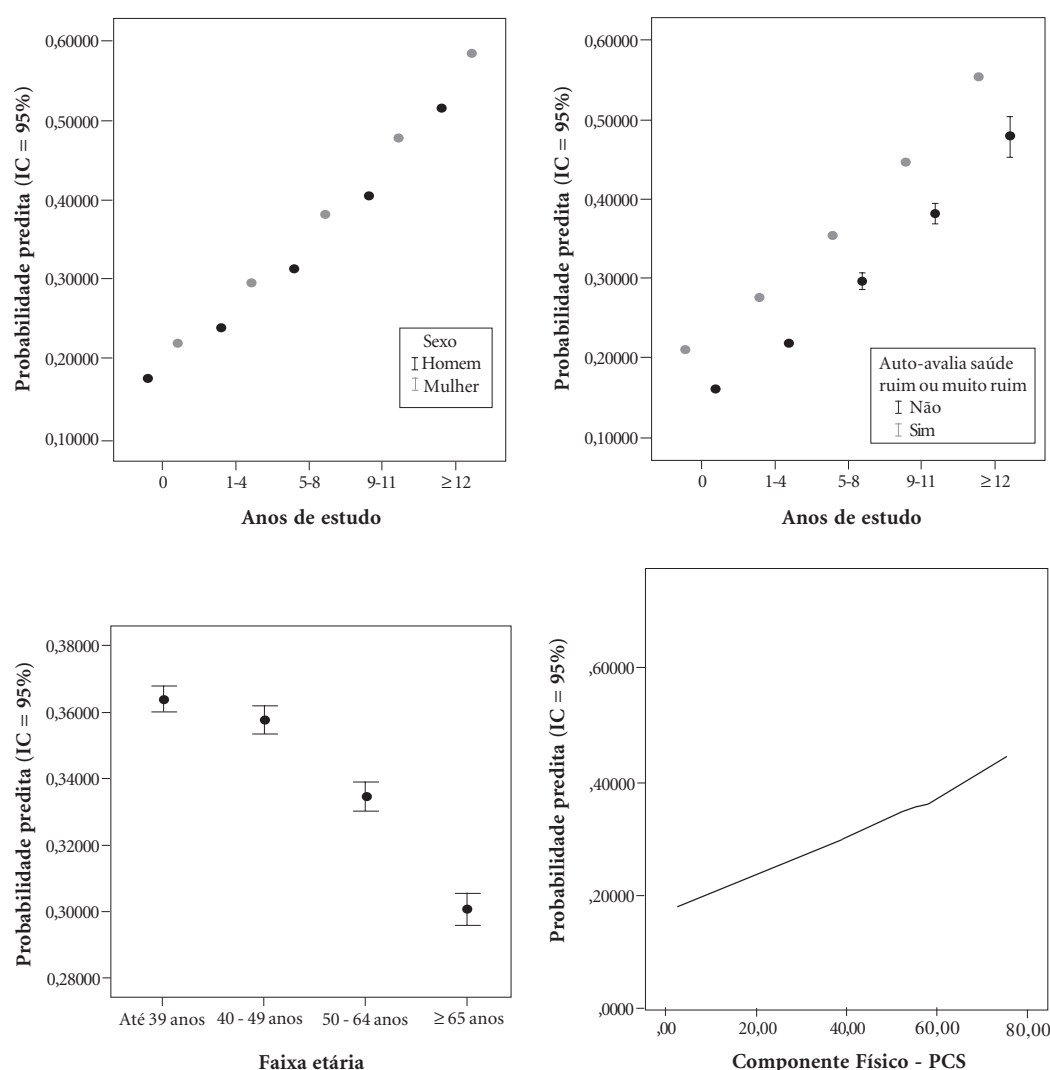 Probabilidade predita (IC = 95%)
0,60000
0,50000
0,40000
0,30000
0,20000
0,10000
Sexo
Homem
Mulher
0
1-4
5-8
9-11
≥ 12
Anos de estudo
Probabilidade predita (IC = 95%)
0,60000
0,50000
0,40000
0,30000
0,20000
0,10000
Auto-avalia saúde
ruim ou muito ruim
Não
Sim
0
1-4
5-8
9-11
≥ 12
Anos de estudo
Probabilidade predita (IC = 95%)
0,38000
0,36000
0,34000
0,32000
0,30000
0,28000
Até 39 anos
40 - 49 anos
50 - 64 anos
≥ 65 anos
Faixa etária
Probabilidade predita (IC = 95%)
,60000
,40000
,20000
,0000
,00
20,00
40,00
60,00
80,00
Componente Físico - PCS